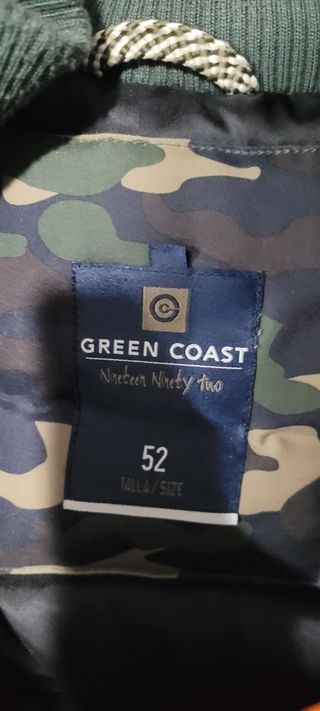 GREEN COAST
Nineteen Ninety two
52
TALLA/SIZE